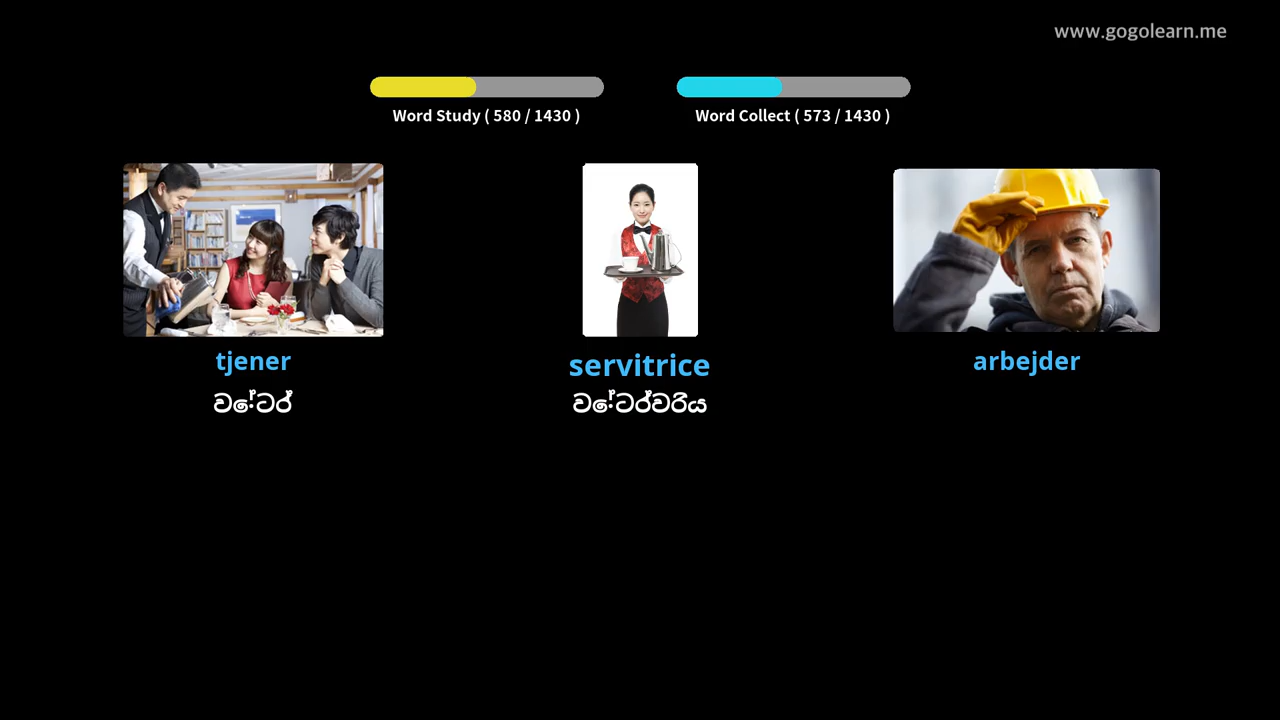 www.gogolearn.me
Word Study ( 580 / 1430 )
Word Collect ( 573 / 1430 )
tjener
servitrice
arbejder
වේටර්
වේටර්වරිය